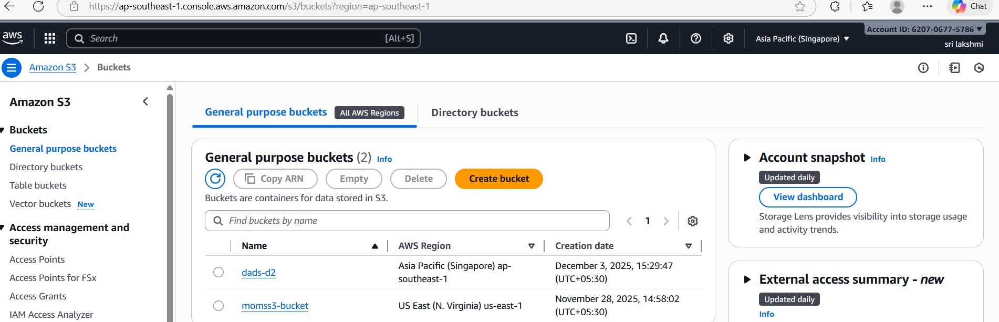 https://ap-southeast-1.console.aws.amazon.com/s3/buckets?region=ap-southeast-1
Chat
aws
Search
[Alt+S]
Asia Pacific (Singapore)
Account ID: 6207-0677-5786
sri lakshmi
Amazon S3 > Buckets
Amazon S3
Buckets
General purpose buckets
Directory buckets
Table buckets
Vector buckets New
Access management and
security
Access Points
Access Points for FSx
Access Grants
IAM Access Analyzer
General purpose buckets All AWS Regions
Directory buckets
General purpose buckets (2) Info
Copy ARN
Empty
Delete
Create bucket
Buckets are containers for data stored in S3.
Find buckets by name
1
Name AWS Region Creation date
dads-d2 Asia Pacific (Singapore) ap- December 3, 2025, 15:29:47
southeast-1 (UTC+05:30)
momss3-bucket US East (N. Virginia) us-east-1 November 28, 2025, 14:58:02
(UTC+05:30)
Account snapshot Info
Updated daily
View dashboard
Storage Lens provides visibility into storage usage
and activity trends.
External access summary - new
Updated daily
Info